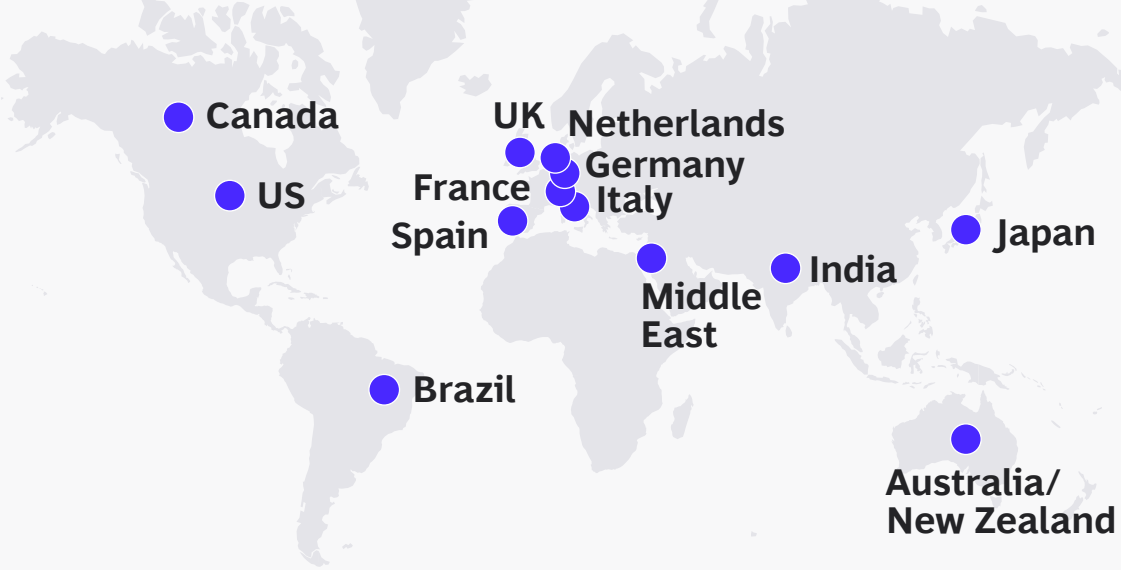 Canada
UK
Netherlands
Germany
France
US
Italy
Spain
Japan
India
Middle
East
Brazil
Australia/
New Zealand